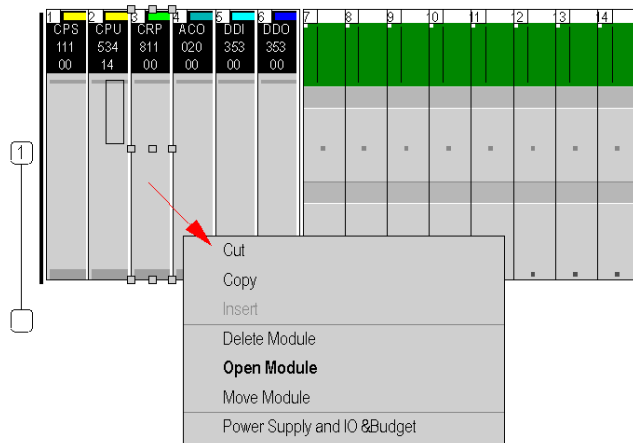 1 2 3 4 5 6 7 8 9 10 11 12 13 14
CPS CPU CRP ACO DDI DDO
111 534 811 020 353 353
00 14 00 00 00 00
1
Cut
Copy
Insert
Delete Module
Open Module
Move Module
Power Supply and IO &Budget